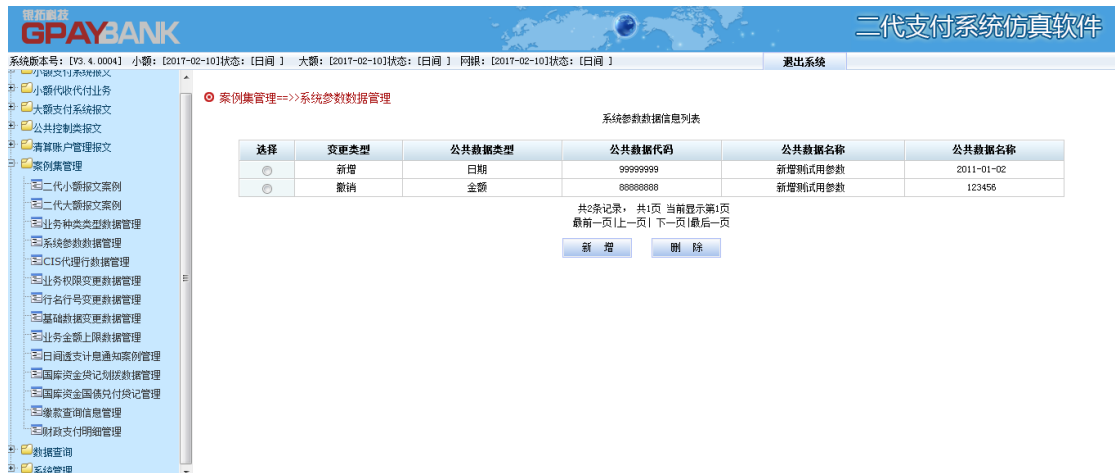 银拓科技
GPAYBANK
二代支付系统仿真软件
系统版本号: [V3.4.0004] 小额: [2017-02-10]状态: [日间 ] 大额: [2017-02-10]状态: [日间 ] 网银: [2017-02-10]状态: [日间 ] 退出系统
小额支付系统报文
小额代收代付业务
大额支付系统报文
公共控制类报文
清算账户管理报文
案例集管理
二代小额报文案例
二代大额报文案例
业务种类类型数据管理
系统参数数据管理
CIS代理行数据管理
业务权限变更数据管理
行名行号变更数据管理
基础数据变更数据管理
业务金额上限数据管理
日间透支计息通知案例管理
国库资金贷记划拨数据管理
国库资金国债兑付贷记管理
缴款查询信息管理
财政支付明细管理
数据查询
系统管理
案例集管理==>>系统参数数据管理
系统参数数据信息列表
选择 变更类型 公共数据类型 公共数据代码 公共数据名称 公共数据名称
新增 日期 99999999 新增测试用参数 2011-01-02
撤销 金额 88888888 新增测试用参数 123456
共2条记录, 共1页 当前显示第1页
最前一页|上一页| 下一页|最后一页
新 增 删 除